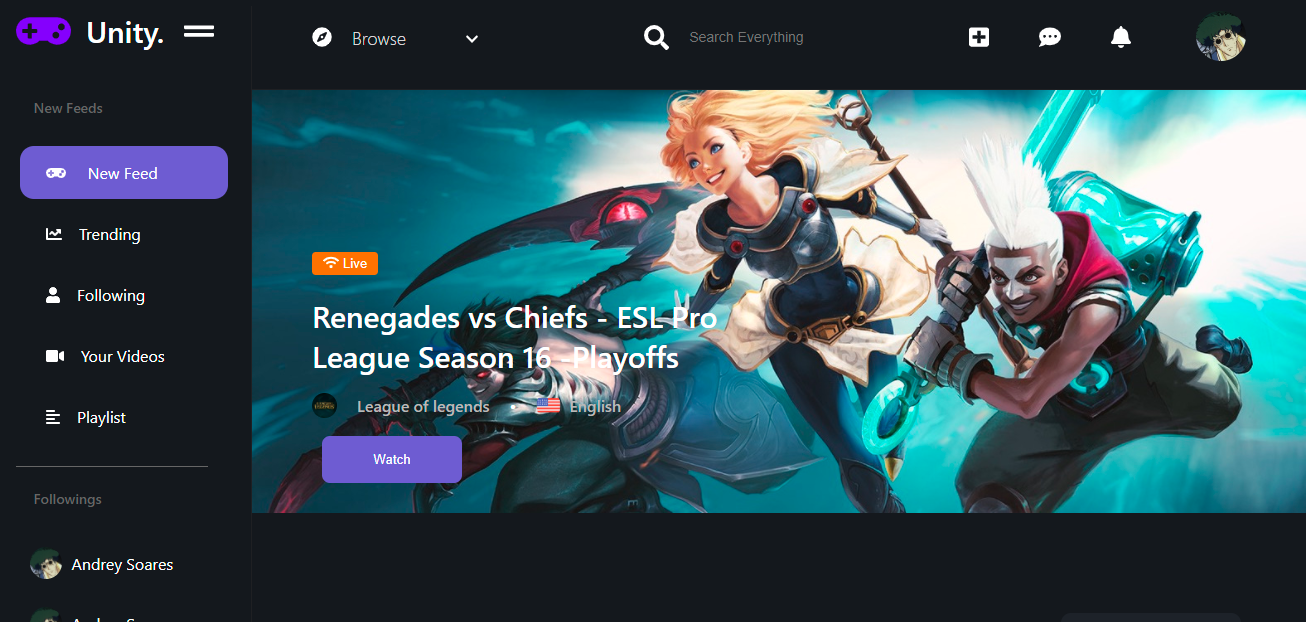 Unity.
Browse
Search Everything
New Feeds
New Feed
Trending
Following
Your Videos
Playlist
Followings
Andrey Soares
Live
Renegades vs Chiefs - ESL Pro
League Season 16 -Playoffs
League of legends
English
Watch